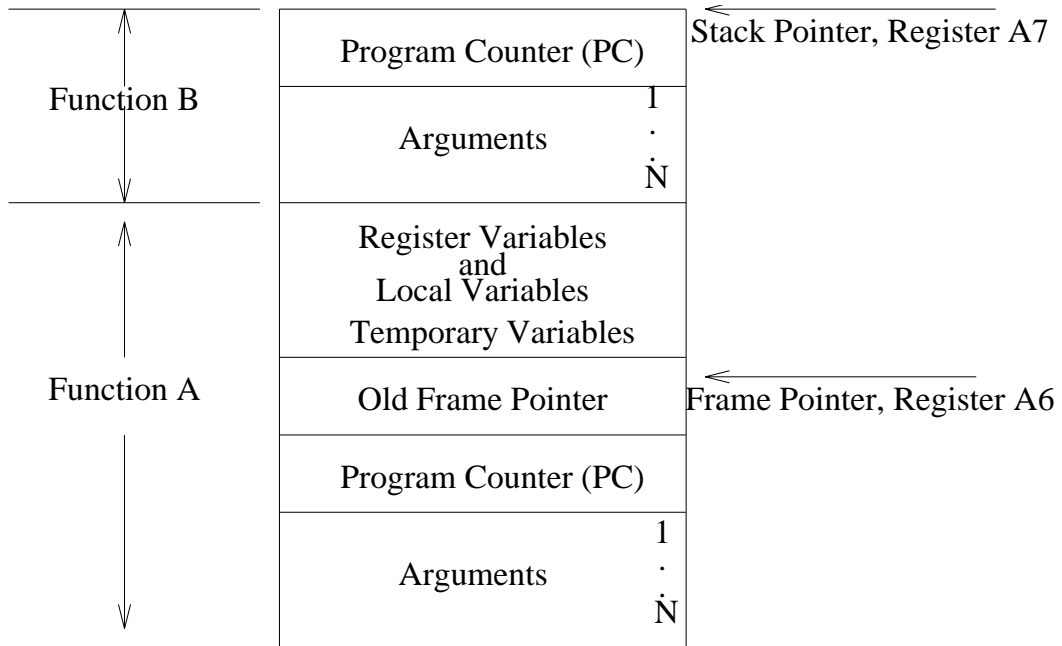 Program Counter (PC)
Stack Pointer, Register A7
Function B
Arguments
1
.
.
N
Register Variables
and
Local Variables
Temporary Variables
Function A
Old Frame Pointer
Frame Pointer, Register A6
Program Counter (PC)
Arguments
1
.
.
N